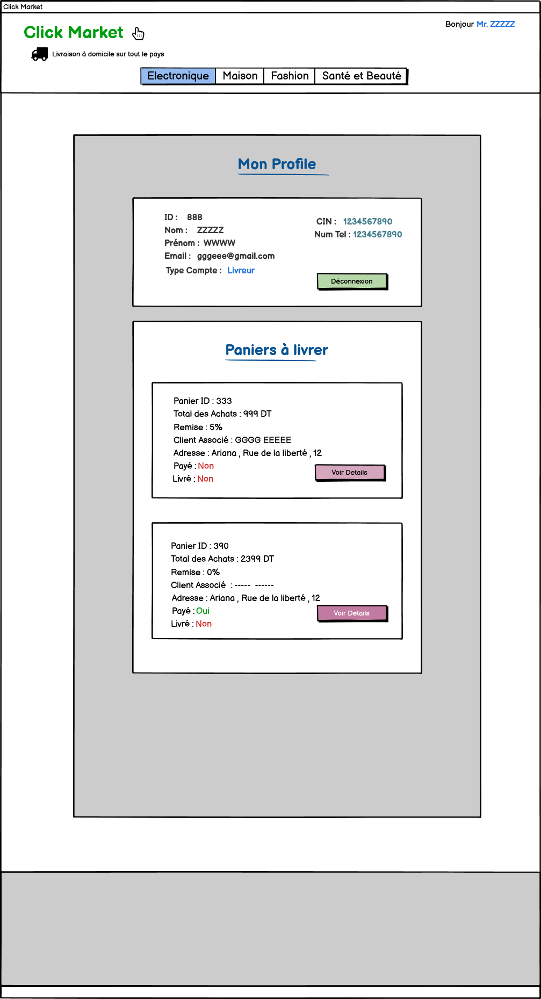 Click Market
Click Market
Bonjour Mr. ZZZZZ
Livraison à domicile sur tout le pays
Electronique Maison Fashion Santé et Beauté
Mon Profile
ID : 888
Nom : ZZZZZ
Prénom : WWWW
Email : gggeee@gmail.com
Type Compte : Livreur
CIN : 1234567890
Num Tel : 1234567890
Déconnexion
Paniers à livrer
Panier ID : 333
Total des Achats : 999 DT
Remise : 5%
Client Associé : GGGG EEEEE
Adresse : Ariana , Rue de la liberté , 12
Payé : Non
Livré : Non
Voir Details
Panier ID : 390
Total des Achats : 2399 DT
Remise : 0%
Client Associé : ----- ------
Adresse : Ariana , Rue de la liberté , 12
Payé : Oui
Livré : Non
Voir Details